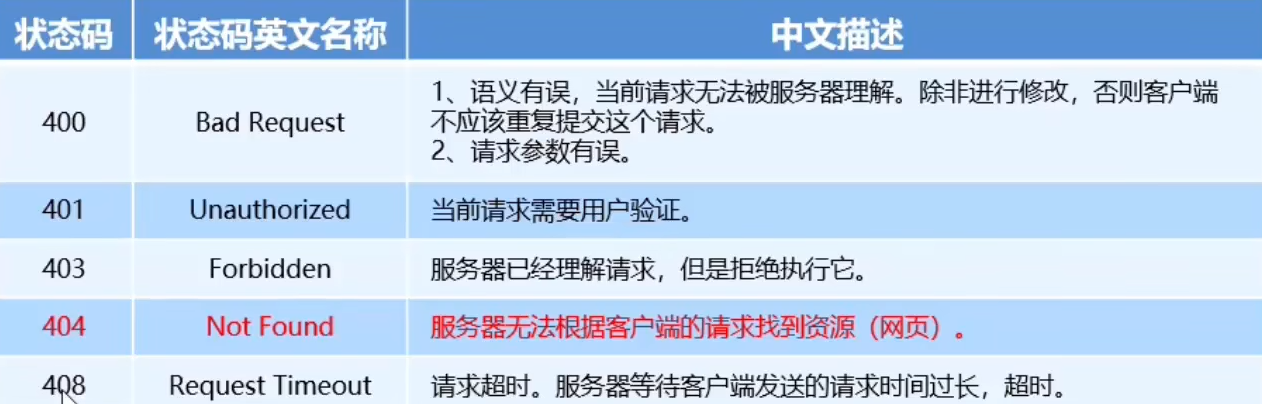 状态码 状态码英文名称 中文描述
400 Bad Request 1、语义有误，当前请求无法被服务器理解。除非进行修改，否则客户端
不应该重复提交这个请求。
2、请求参数有误。
401 Unauthorized 当前请求需要用户验证。
403 Forbidden 服务器已经理解请求，但是拒绝执行它。
404 Not Found 服务器无法根据客户端的请求找到资源（网页）。
408 Request Timeout 请求超时。服务器等待客户端发送的请求时间过长，超时。